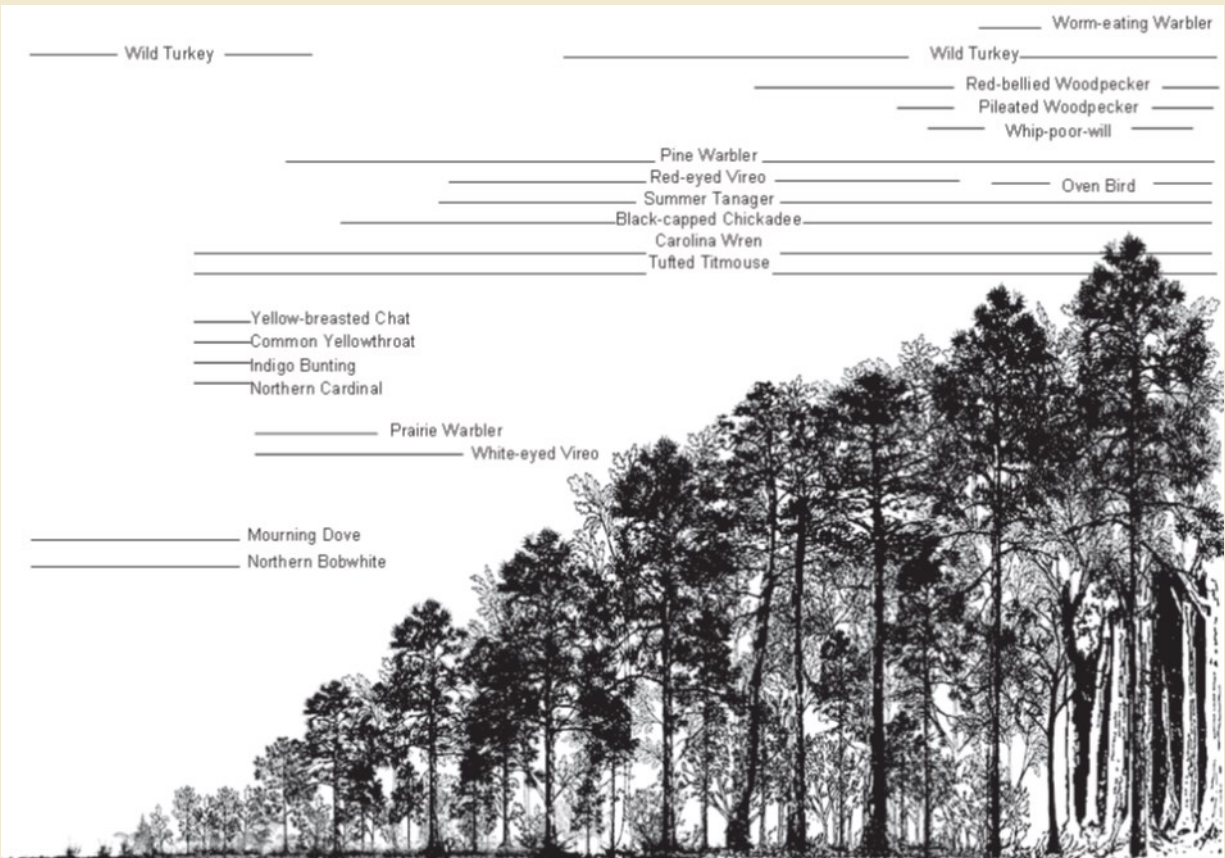 Worm-eating Warbler
Wild Turkey
Wild Turkey
Red-bellied Woodpecker
Pileated Woodpecker
Whip-poor-will
Pine Warbler
Red-eyed Vireo
Oven Bird
Summer Tanager
Black-capped Chickadee
Carolina Wren
Tufted Titmouse
Yellow-breasted Chat
Common Yellowthroat
Indigo Bunting
Northern Cardinal
Prairie Warbler
White-eyed Vireo
Mourning Dove
Northern Bobwhite